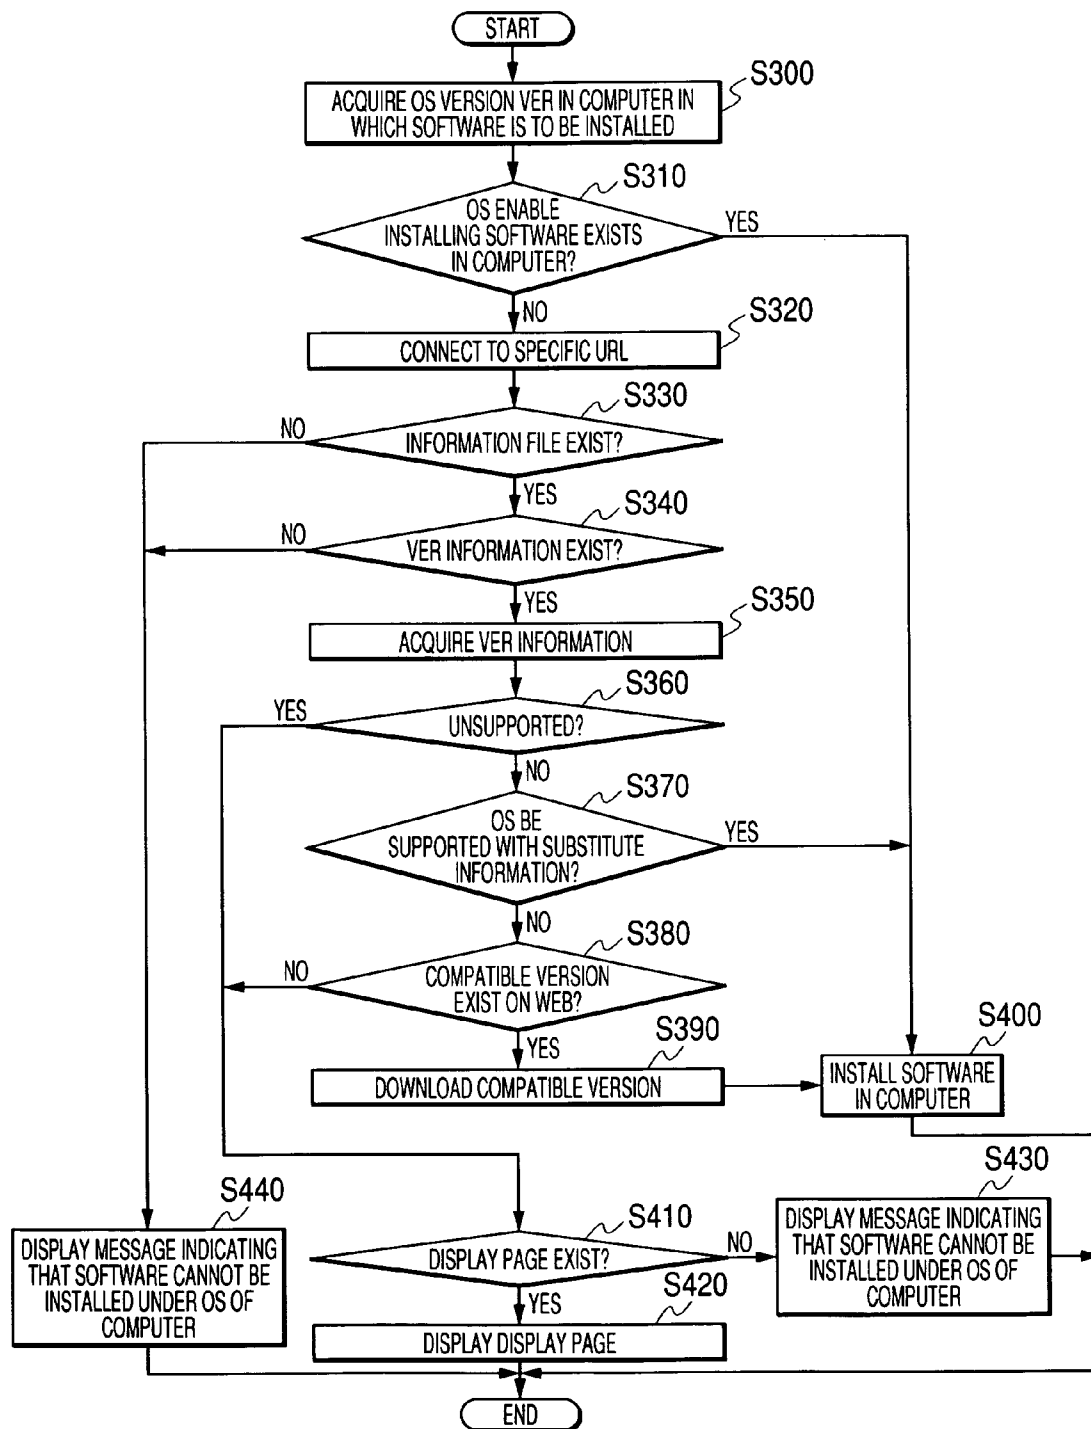 START
S300
ACQUIRE OS VERSION VER IN COMPUTER IN
WHICH SOFTWARE IS TO BE INSTALLED
S310
OS ENABLE
INSTALLING SOFTWARE EXISTS
IN COMPUTER?
YES
NO
S320
CONNECT TO SPECIFIC URL
S330
NO
INFORMATION FILE EXIST?
YES
S340
NO
VER INFORMATION EXIST?
YES
S350
ACQUIRE VER INFORMATION
S360
YES
UNSUPPORTED?
NO
S370
OS BE
SUPPORTED WITH SUBSTITUTE
INFORMATION?
YES
NO
S380
NO
COMPATIBLE VERSION
EXIST ON WEB?
YES
S390
DOWNLOAD COMPATIBLE VERSION
S400
INSTALL SOFTWARE
IN COMPUTER
S440
DISPLAY MESSAGE INDICATING
THAT SOFTWARE CANNOT BE
INSTALLED UNDER OS OF
COMPUTER
S410
DISPLAY PAGE EXIST?
NO
YES
S430
DISPLAY MESSAGE INDICATING
THAT SOFTWARE CANNOT BE
INSTALLED UNDER OS OF
COMPUTER
S420
DISPLAY DISPLAY PAGE
END